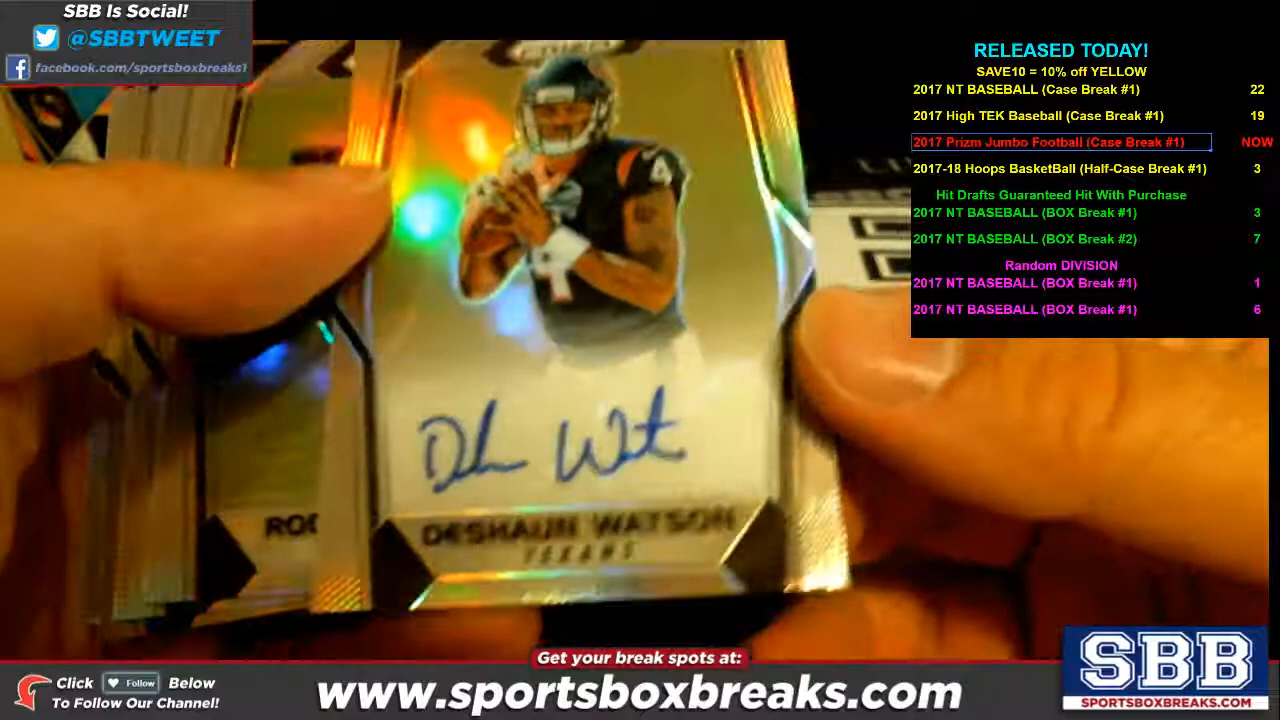 SBB Is Social!
@SBBTWEET
facebook.com/sportsboxbreaks1
RELEASED TODAY!
SAVE10 = 10% off YELLOW
2017 NT BASEBALL (Case Break #1) 22
2017 High TEK Baseball (Case Break #1) 19
2017 Prizm Jumbo Football (Case Break #1) NOW
2017-18 Hoops BasketBall (Half-Case Break #1) 3
Hit Drafts Guaranteed Hit With Purchase
2017 NT BASEBALL (BOX Break #1) 3
2017 NT BASEBALL (BOX Break #2) 7
Random DIVISION
2017 NT BASEBALL (BOX Break #1) 1
2017 NT BASEBALL (BOX Break #1) 6
4
4
DESHAUN WATSON
TEXANS
Get your break spots at:
Click Follow Below
To Follow Our Channel!
www.sportsboxbreaks.com
SBB
SPORTSBOXBREAKS.COM